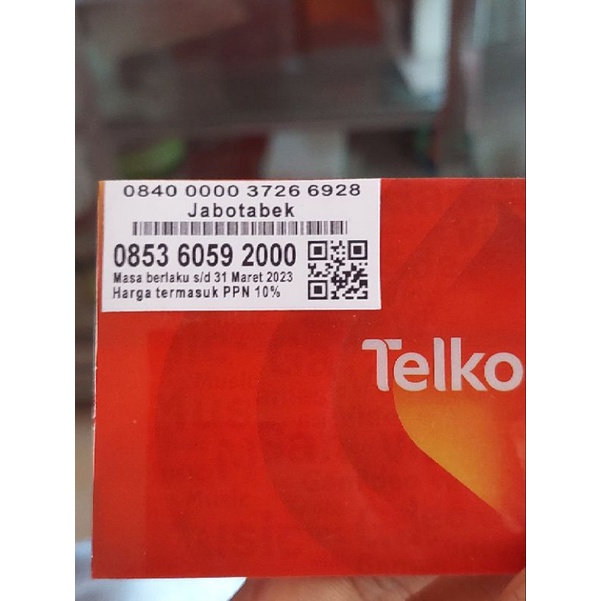 0840 0000 3726 6928
Jabotabek
0853 6059 2000
Masa berlaku s/d 31 Maret 2023
Harga termasuk PPN 10%
Telko